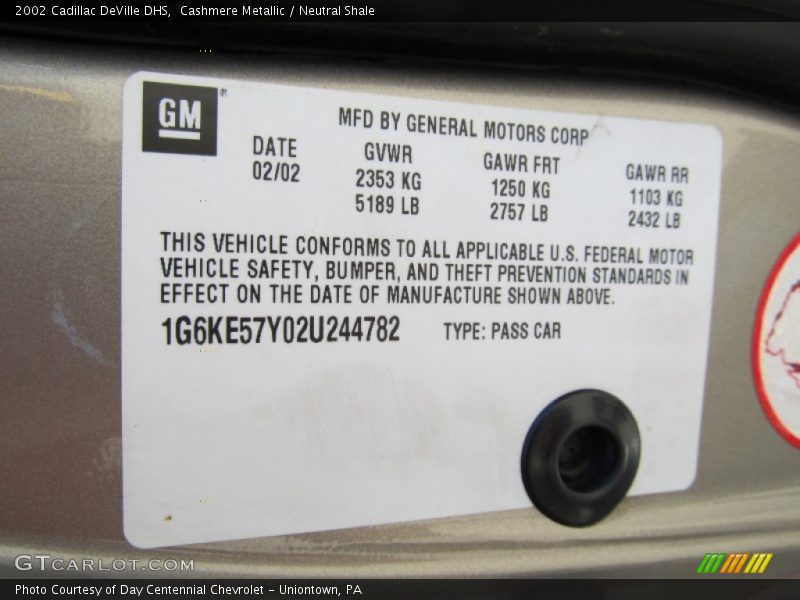 2002 Cadillac DeVille DHS, Cashmere Metallic / Neutral Shale
GM
MFD BY GENERAL MOTORS CORP
DATE GVWR GAWR FRT GAWR RR
02/02 2353 KG 1250 KG 1103 KG
5189 LB 2757 LB 2432 LB
THIS VEHICLE CONFORMS TO ALL APPLICABLE U.S. FEDERAL MOTOR
VEHICLE SAFETY, BUMPER, AND THEFT PREVENTION STANDARDS IN
EFFECT ON THE DATE OF MANUFACTURE SHOWN ABOVE.
1G6KE57Y02U244782 TYPE: PASS CAR
GTCARLOT.COM
Photo Courtesy of Day Centennial Chevrolet - Uniontown, PA